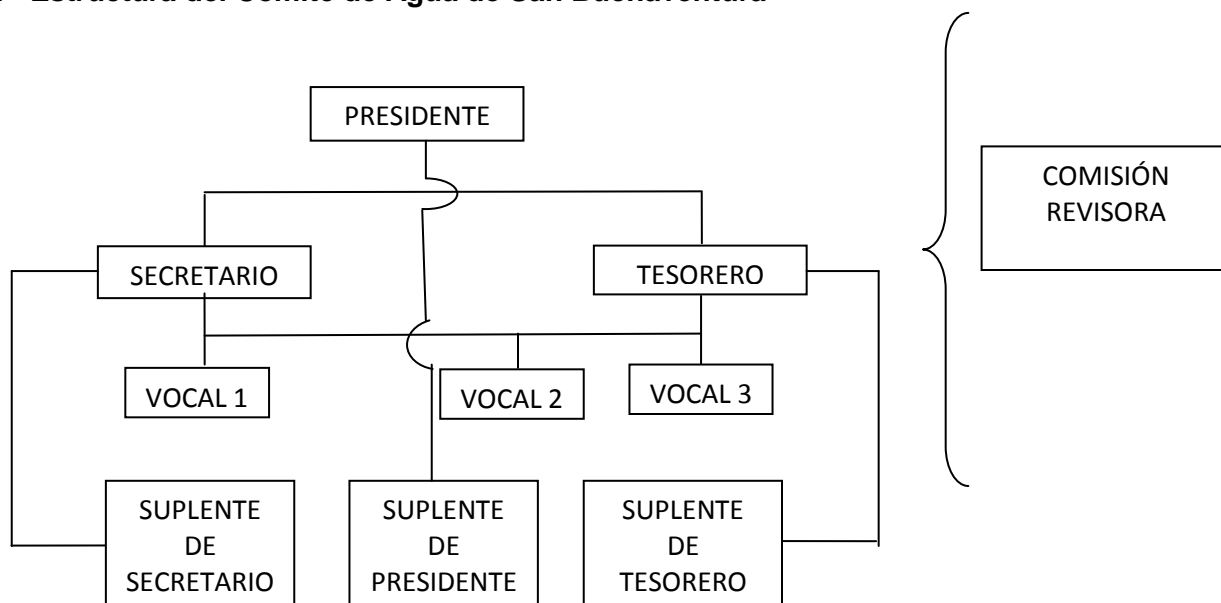 Estructura del Comité de Agua de San Buenaventura
PRESIDENTE
COMISIÓN
REVISORA
SECRETARIO
TESORERO
VOCAL 1
VOCAL 2
VOCAL 3
SUPLENTE
DE
SECRETARIO
SUPLENTE
DE
PRESIDENTE
SUPLENTE
DE
TESORERO